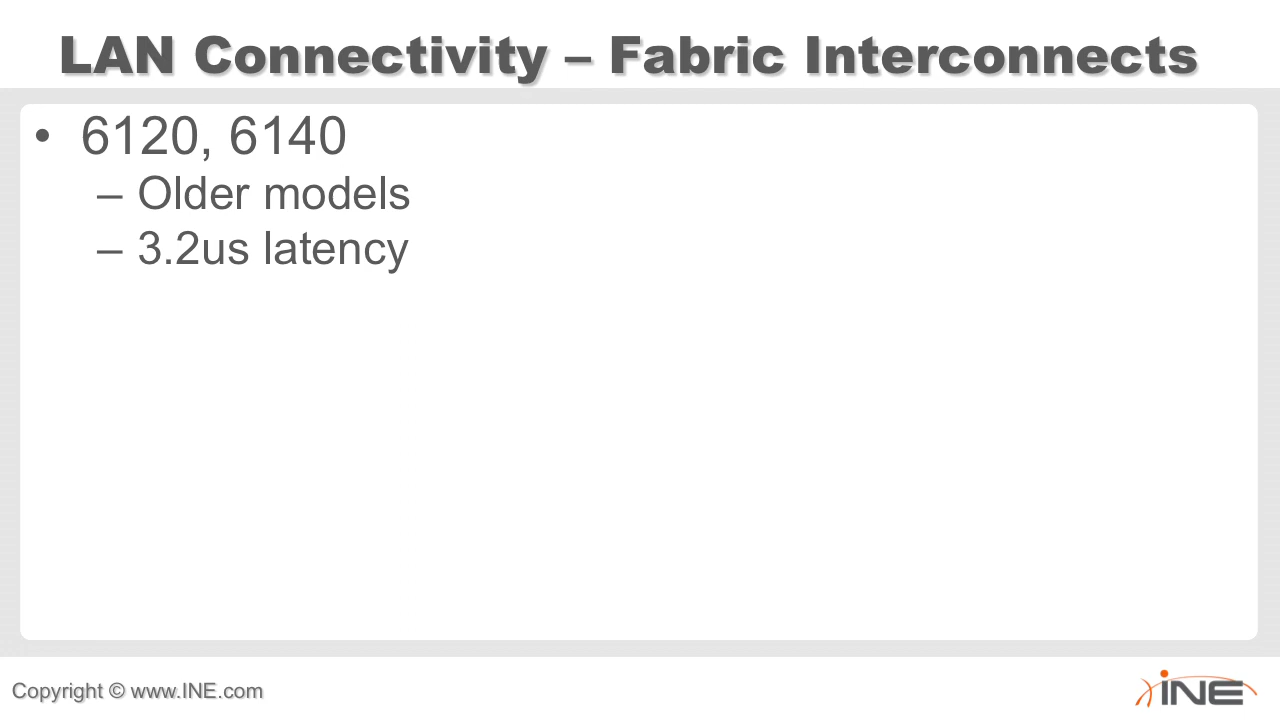 LAN Connectivity – Fabric Interconnects
• 6120, 6140
– Older models
– 3.2us latency
Copyright © www.INE.com
INE